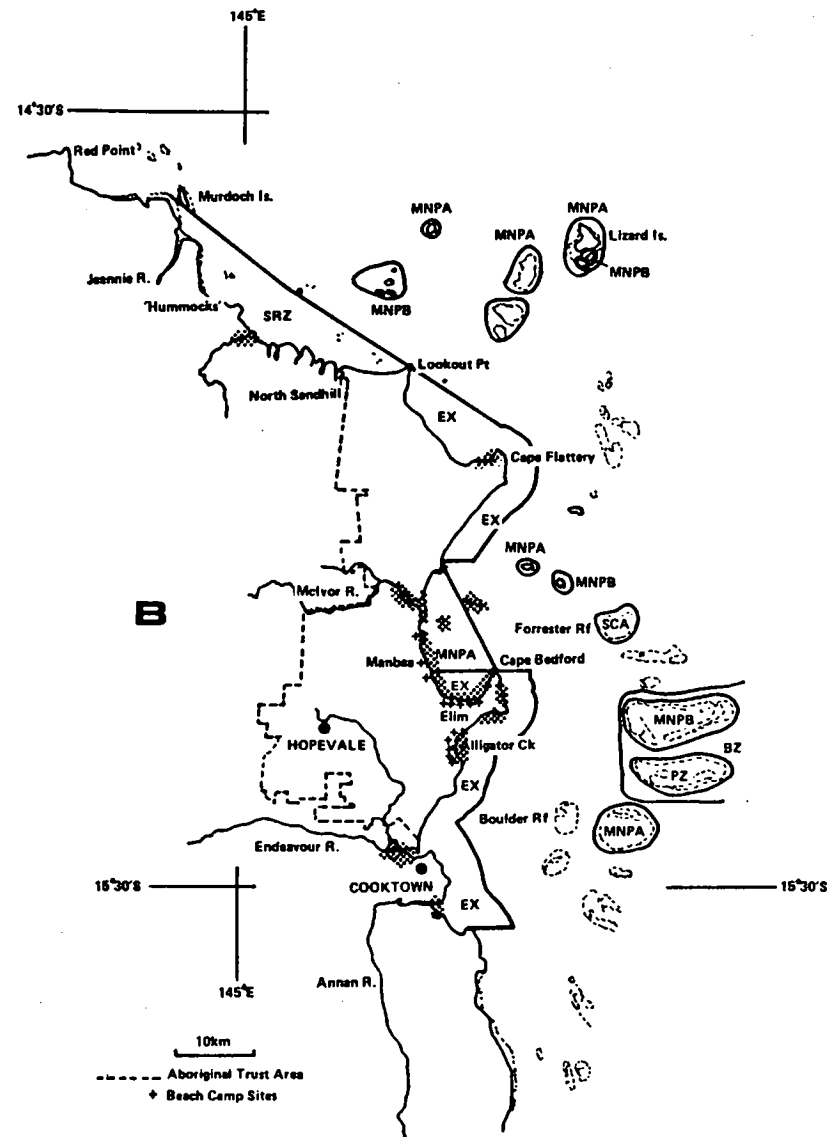 145°E
14°30'S
Red Point
Murdoch Is.
MNPA
MNPA
MNPA
Lizard Is.
MNPB
Jeannie R.
'Hummocks'
MNPB
SRZ
Lookout Pt
North Sandhill
EX
Cape Flattery
EX
MNPA
MNPB
McIvor R.
B
Forrester Rf
SCA
MNPA
Manbaa
Cape Bedford
EX
Elim
MNPB
HOPEVALE
Alligator Ck
BZ
PZ
EX
Boulder Rf
MNPA
Endeavour R.
15°30'S
COOKTOWN
15°30'S
EX
Annan R.
145°E
10km
Aboriginal Trust Area
+ Beach Camp Sites